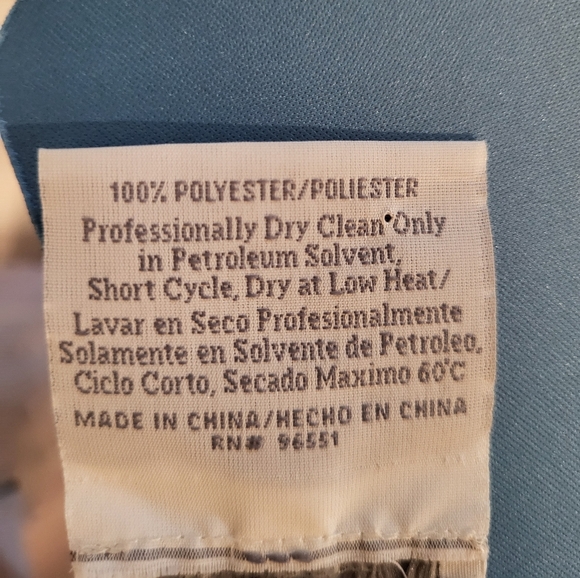 100% POLYESTER/POLIESTER
Professionally Dry Clean Only
in Petroleum Solvent,
Short Cycle, Dry at Low Heat/
Lavar en Seco Profesionalmente
Solamente en Solvente de Petroleo,
Ciclo Corto, Secado Maximo 60°C
MADE IN CHINA/HECHO EN CHINA
RN# 96551